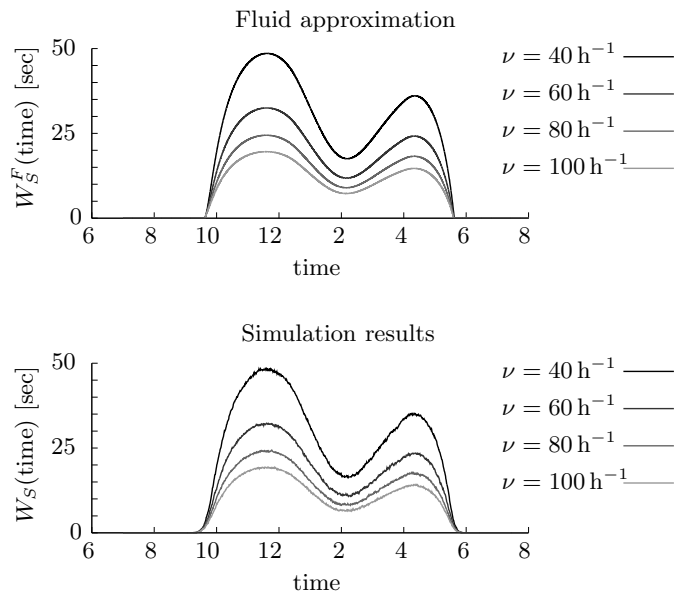 Fluid approximation
W_S^F(time) [sec]
50
25
0
6 8 10 12 2 4 6 8
time
ν = 40 h⁻¹
ν = 60 h⁻¹
ν = 80 h⁻¹
ν = 100 h⁻¹
Simulation results
W_S(time) [sec]
50
25
0
6 8 10 12 2 4 6 8
time
ν = 40 h⁻¹
ν = 60 h⁻¹
ν = 80 h⁻¹
ν = 100 h⁻¹